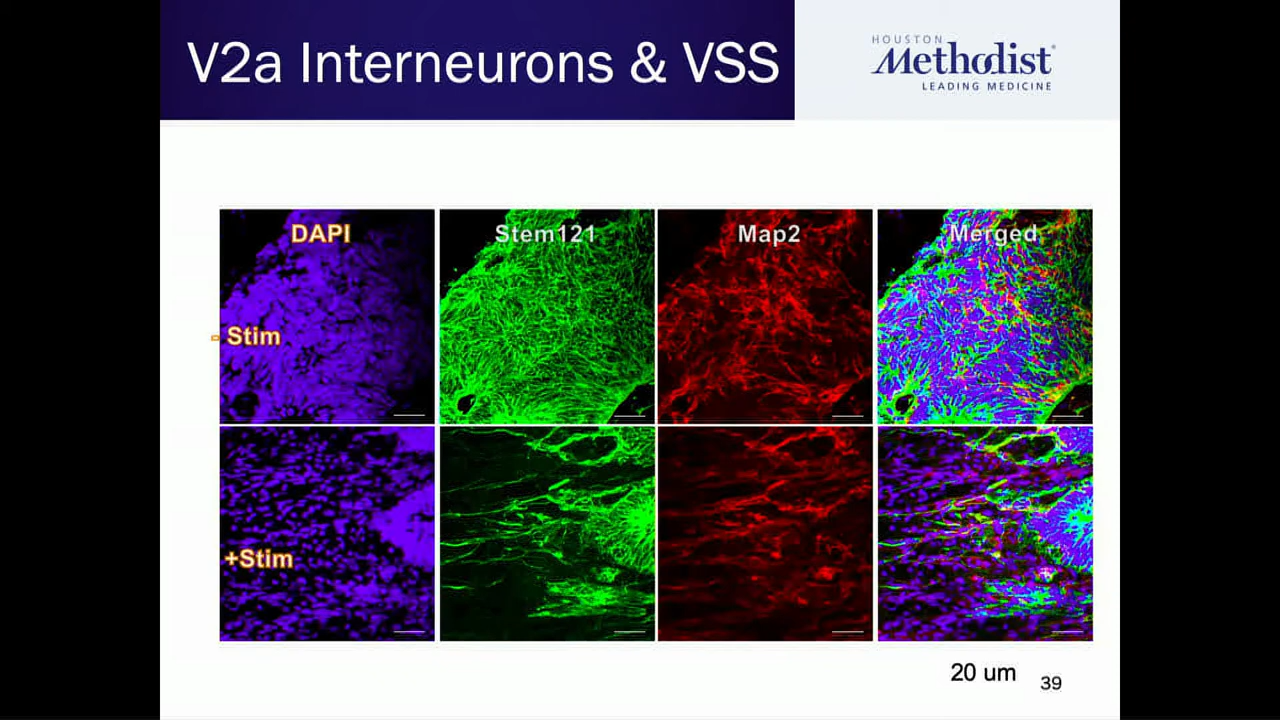 V2a Interneurons & VSS
HOUSTON
Methodist®
LEADING MEDICINE
DAPI
Stem121
Map2
Merged
- Stim
+Stim
20 um
39